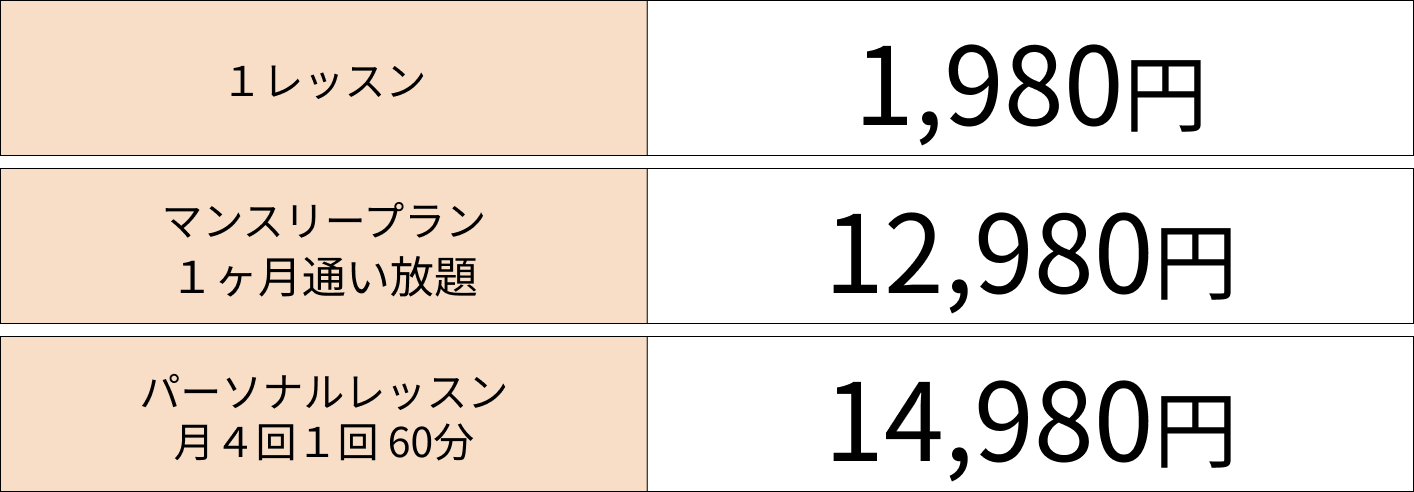 １レッスン
1,980円
マンスリープラン
１ヶ月通い放題
12,980円
パーソナルレッスン
月４回１回 60分
14,980円